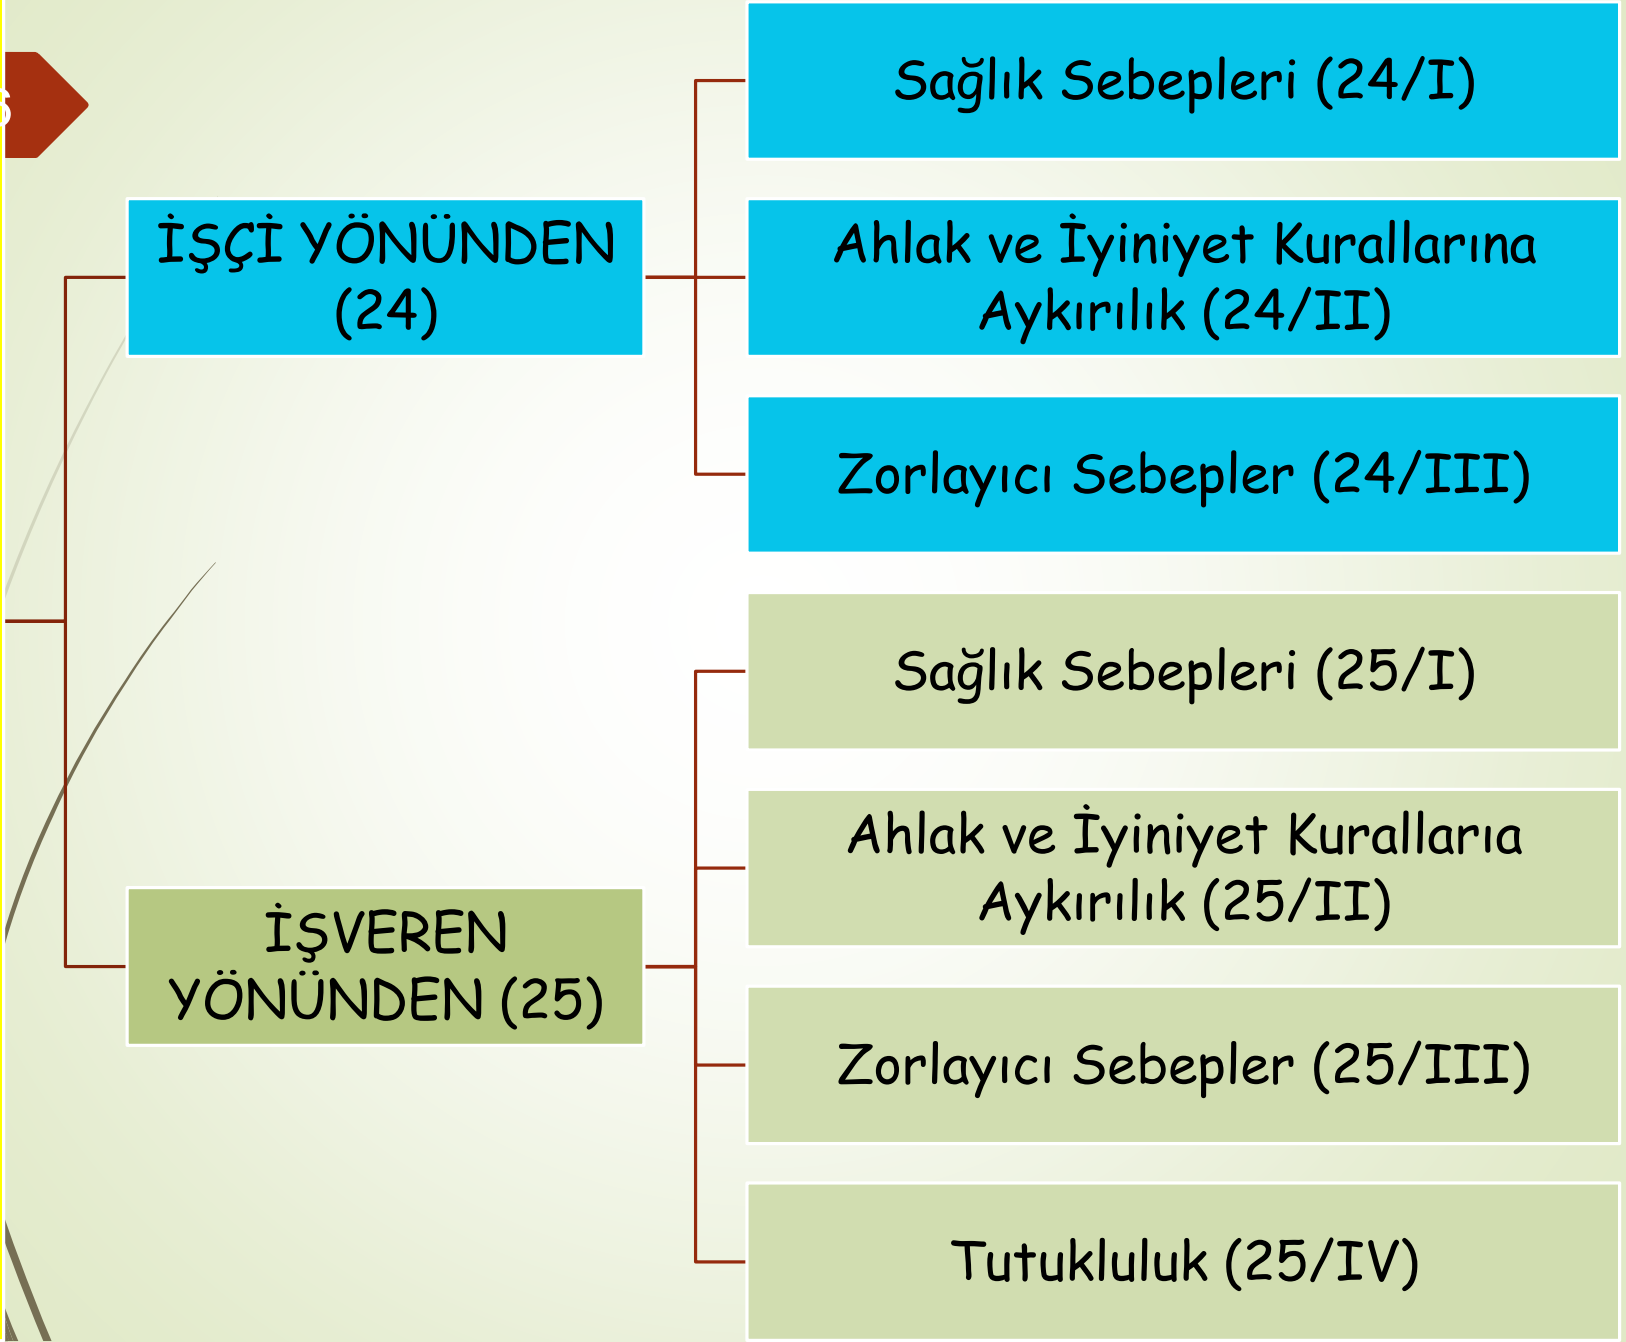 Sağlık Sebepleri (24/I)
İŞÇİ YÖNÜNDEN
(24)
Ahlak ve İyiniyet Kurallarına
Aykırılık (24/II)
Zorlayıcı Sebepler (24/III)
Sağlık Sebepleri (25/I)
Ahlak ve İyiniyet Kurallarıa
Aykırılık (25/II)
İŞVEREN
YÖNÜNDEN (25)
Zorlayıcı Sebepler (25/III)
Tutukluluk (25/IV)